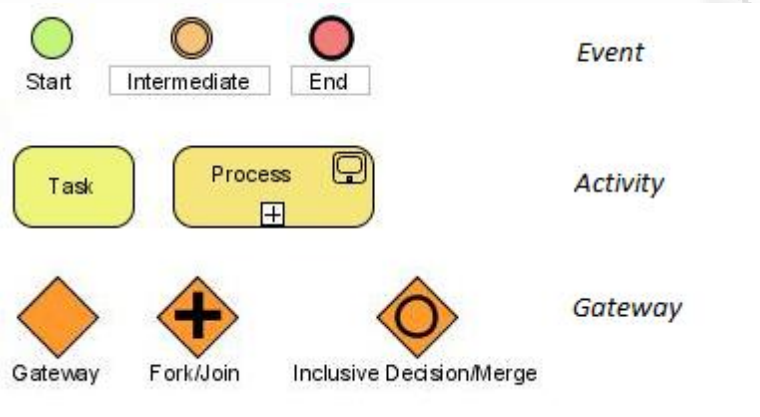 Event
Start
Intermediate
End
Task
Process
Activity
Gateway
Gateway
Fork/Join
Inclusive Decision/Merge